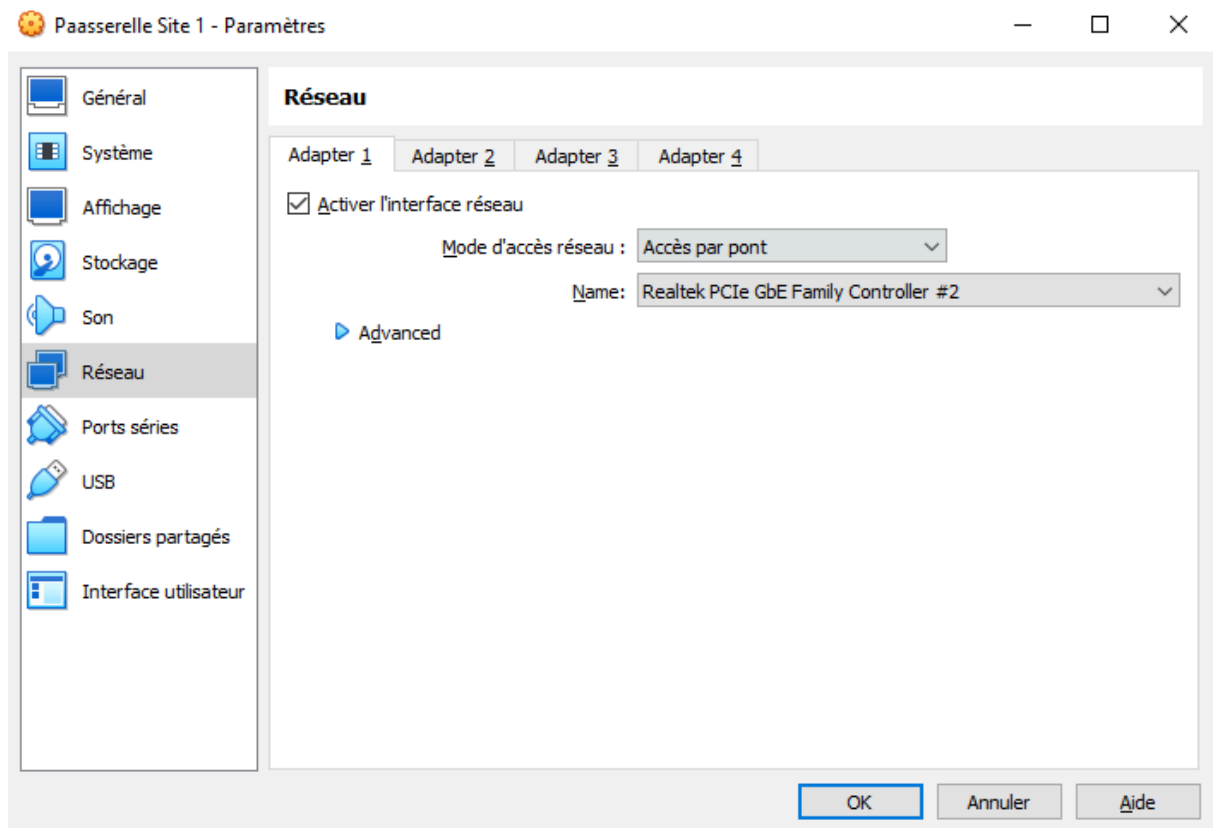 Paasserelle Site 1 - Paramètres
Général
Système
Affichage
Stockage
Son
Réseau
Ports séries
USB
Dossiers partagés
Interface utilisateur
Réseau
Adapter 1 Adapter 2 Adapter 3 Adapter 4
Activer l'interface réseau
Mode d'accès réseau : Accès par pont
Name: Realtek PCIe GbE Family Controller #2
Advanced
OK Annuler Aide